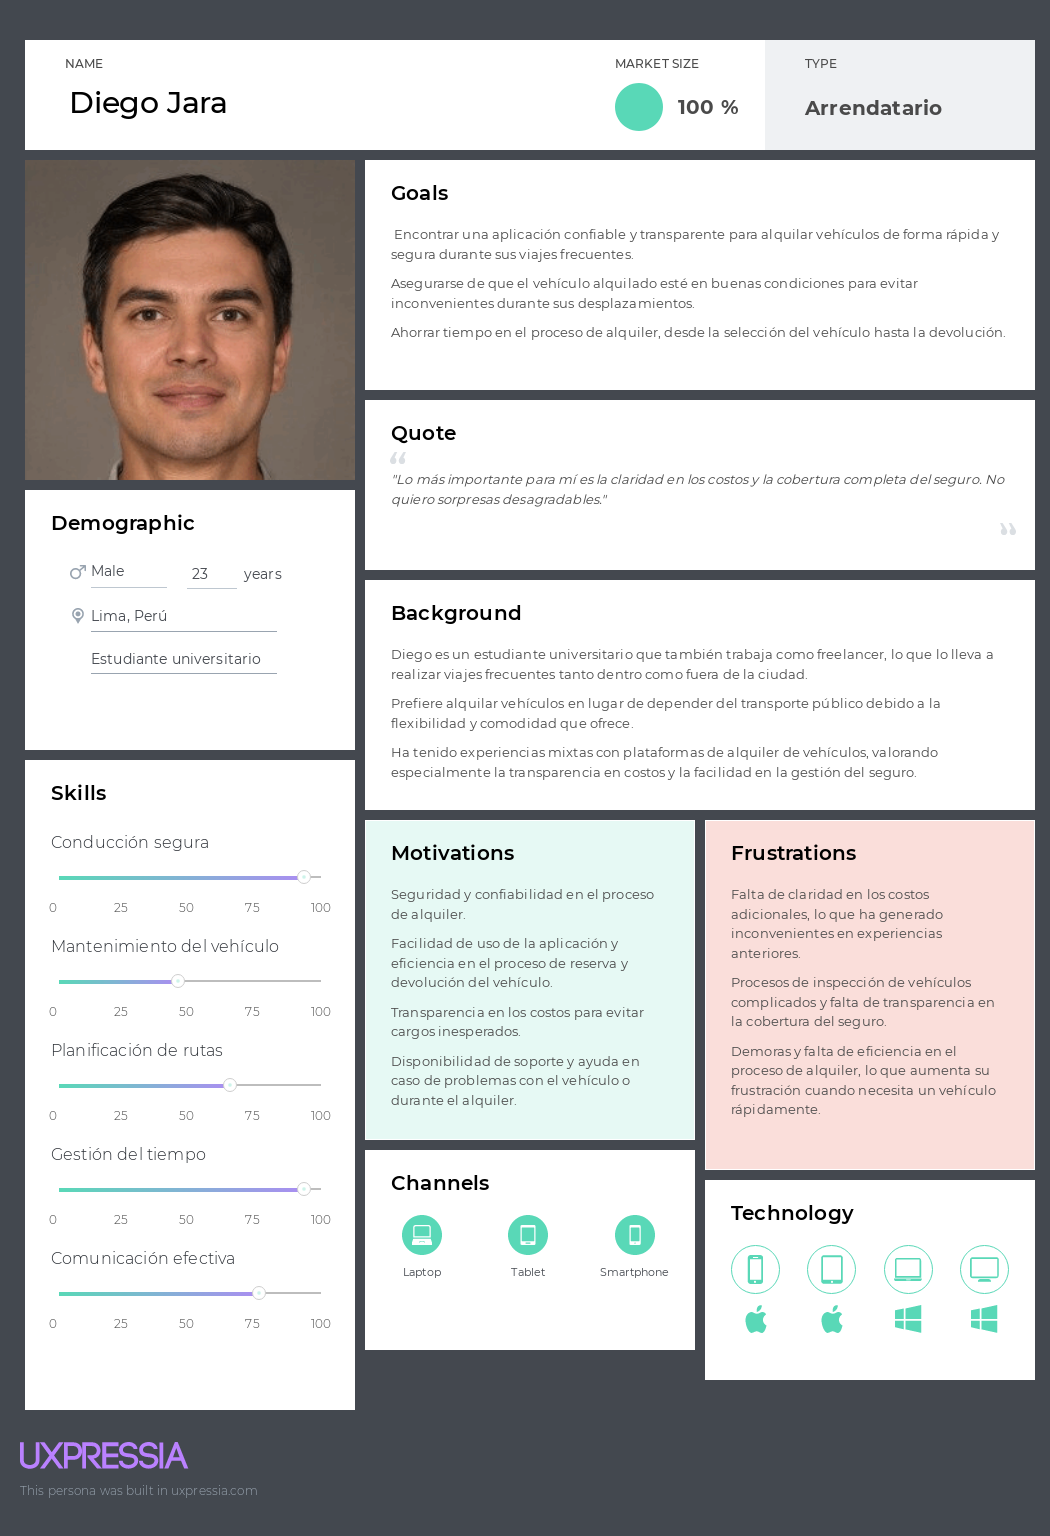 NAME
Diego Jara
MARKET SIZE
100 %
TYPE
Arrendatario
Goals
Encontrar una aplicación confiable y transparente para alquilar vehículos de forma rápida y
segura durante sus viajes frecuentes.
Asegurarse de que el vehículo alquilado esté en buenas condiciones para evitar
inconvenientes durante sus desplazamientos.
Ahorrar tiempo en el proceso de alquiler, desde la selección del vehículo hasta la devolución.
Quote
“
"Lo más importante para mí es la claridad en los costos y la cobertura completa del seguro. No
quiero sorpresas desagradables."
”
Demographic
Male
23 years
Lima, Perú
Estudiante universitario
Background
Diego es un estudiante universitario que también trabaja como freelancer, lo que lo lleva a
realizar viajes frecuentes tanto dentro como fuera de la ciudad.
Prefiere alquilar vehículos en lugar de depender del transporte público debido a la
flexibilidad y comodidad que ofrece.
Ha tenido experiencias mixtas con plataformas de alquiler de vehículos, valorando
especialmente la transparencia en costos y la facilidad en la gestión del seguro.
Skills
Conducción segura
0 25 50 75 100
Mantenimiento del vehículo
0 25 50 75 100
Planificación de rutas
0 25 50 75 100
Gestión del tiempo
0 25 50 75 100
Comunicación efectiva
0 25 50 75 100
Motivations
Seguridad y confiabilidad en el proceso
de alquiler.
Facilidad de uso de la aplicación y
eficiencia en el proceso de reserva y
devolución del vehículo.
Transparencia en los costos para evitar
cargos inesperados.
Disponibilidad de soporte y ayuda en
caso de problemas con el vehículo o
durante el alquiler.
Frustrations
Falta de claridad en los costos
adicionales, lo que ha generado
inconvenientes en experiencias
anteriores.
Procesos de inspección de vehículos
complicados y falta de transparencia en
la cobertura del seguro.
Demoras y falta de eficiencia en el
proceso de alquiler, lo que aumenta su
frustración cuando necesita un vehículo
rápidamente.
Channels
Laptop
Tablet
Smartphone
Technology
UXPRESSIA
This persona was built in uxpressia.com